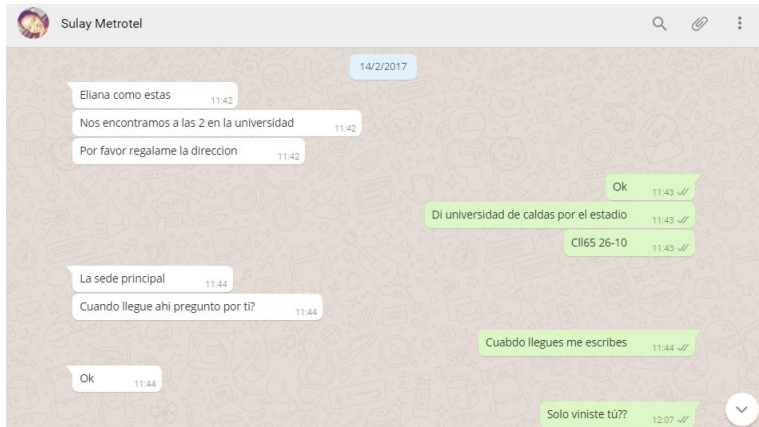 Sulay Metrotel
14/2/2017
Eliana como estas 11:42
Nos encontramos a las 2 en la universidad 11:42
Por favor regalame la direccion 11:42
Ok 11:43
Di universidad de caldas por el estadio 11:43
Cll65 26-10 11:43
La sede principal 11:44
Cuando llegue ahi pregunto por ti? 11:44
Cuabdo llegues me escribes 11:44
Ok 11:44
Solo viniste tú?? 12:07